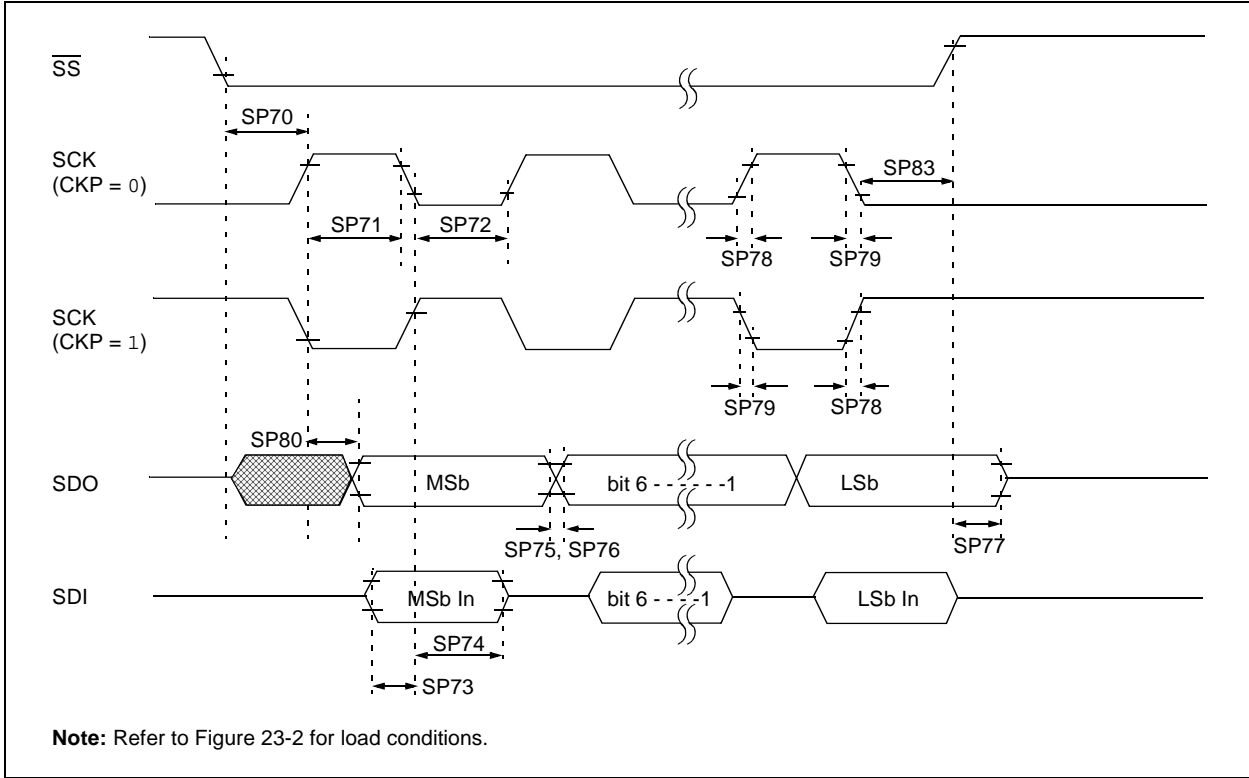 SS
SP70
SCK
(CKP = 0)
SP83
SP71
SP72
SP78
SP79
SCK
(CKP = 1)
SP79
SP78
SP80
SDO
MSb
bit 6 - - - - - - -1
LSb
SP75, SP76
SP77
SDI
MSb In
bit 6 - - - - -1
LSb In
SP74
SP73
Note: Refer to Figure 23-2 for load conditions.